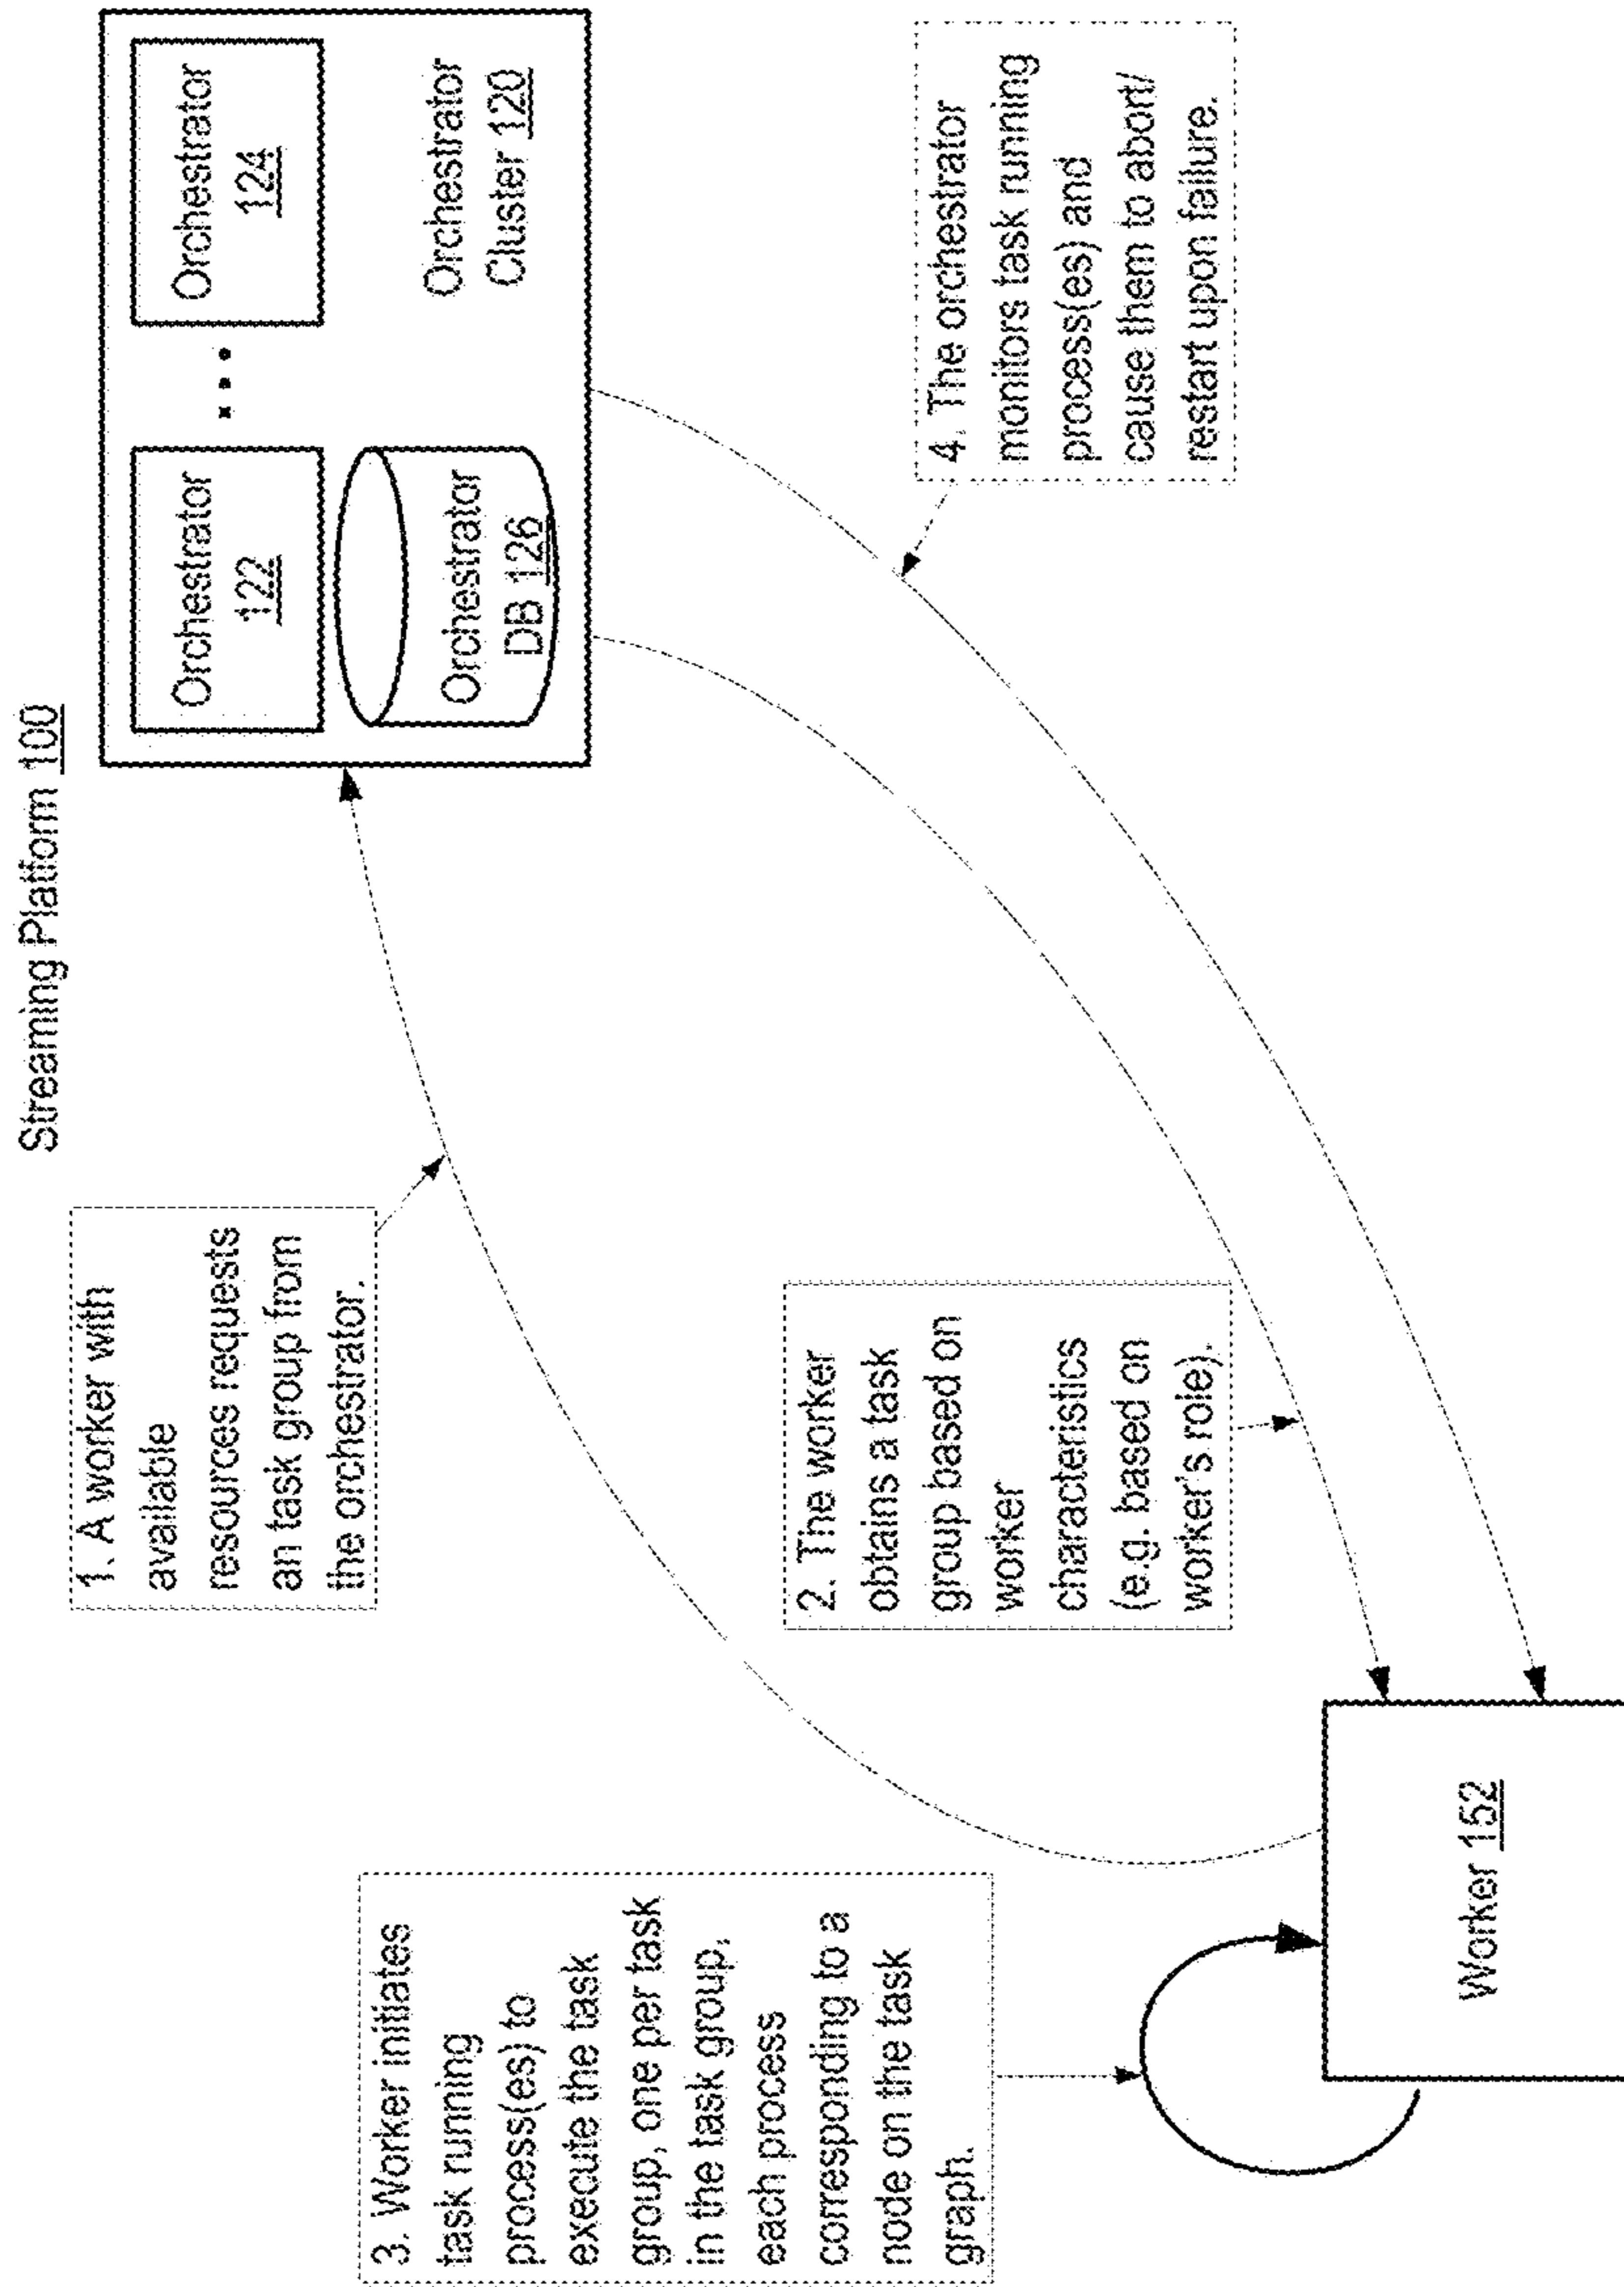 Streaming Platform 100
1. A worker with
available
resources requests
an task group from
the orchestrator.
Orchestrator
122
Orchestrator
124
Orchestrator
DB 126
Orchestrator
Cluster 120
3. Worker initiates
task running
process(es) to
execute the task
group, one per task
in the task group,
each process
corresponding to a
node on the task
graph.
2. The worker
obtains a task
group based on
worker
characteristics
(e.g. based on
worker's role).
4. The orchestrator
monitors task running
process(es) and
cause them to abort/
restart upon failure.
Worker 152